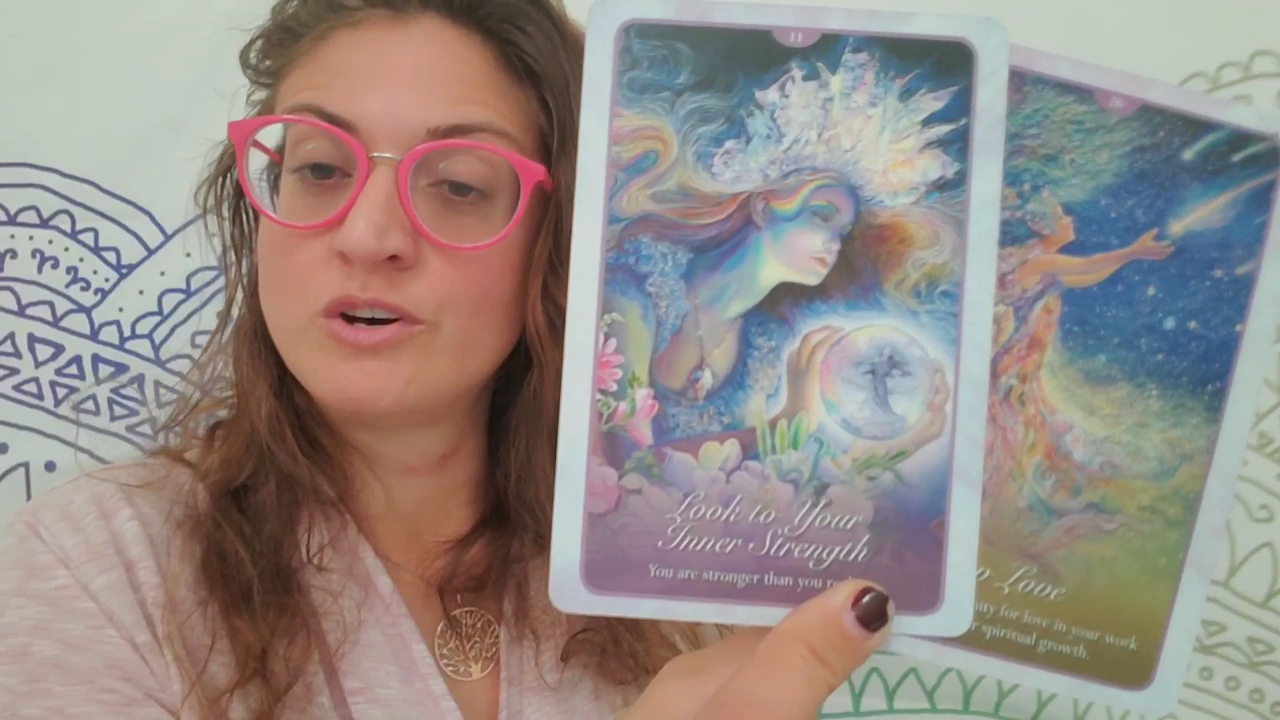 11
Look to Your
Inner Strength
You are stronger than you
26
Love
for love in your work
spiritual growth.